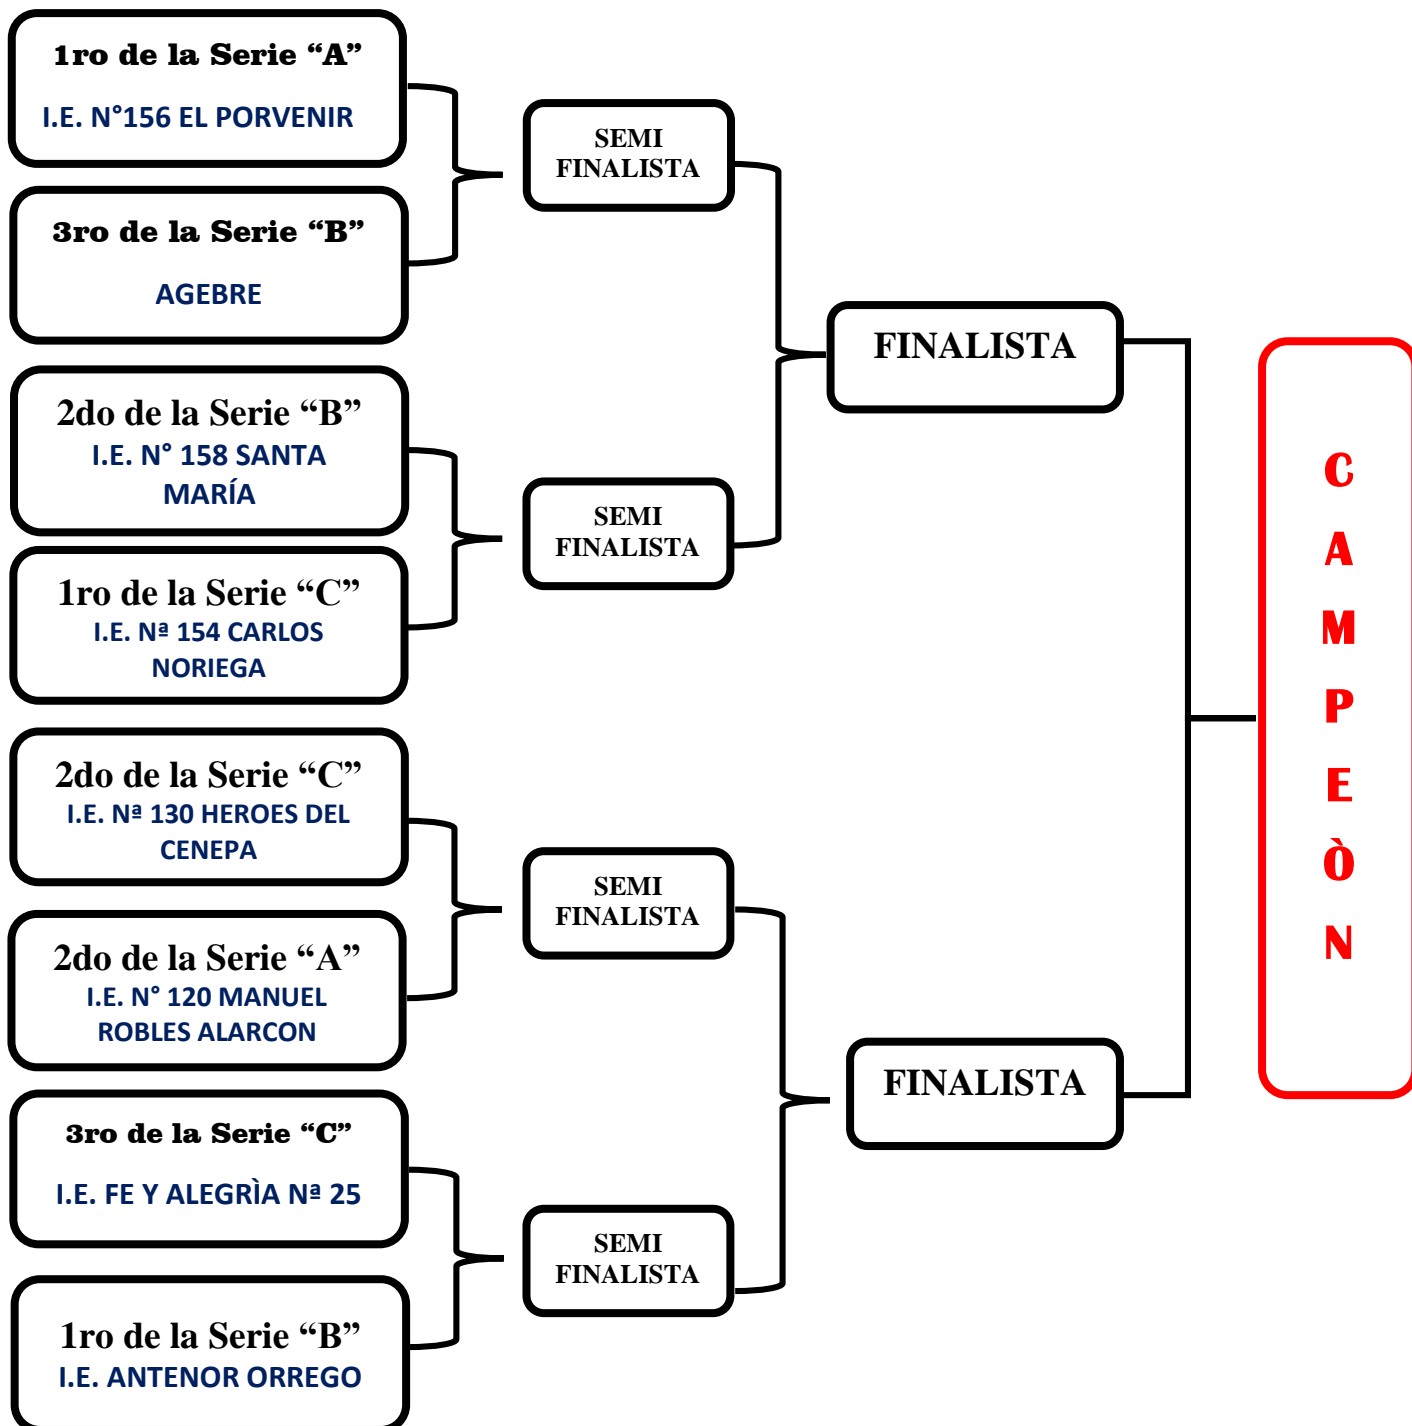 1ro de la Serie “A”
I.E. N°156 EL PORVENIR
3ro de la Serie “B”
AGEBRE
2do de la Serie “B”
I.E. N° 158 SANTA
MARÍA
1ro de la Serie “C”
I.E. Nª 154 CARLOS
NORIEGA
2do de la Serie “C”
I.E. Nª 130 HEROES DEL
CENEPA
2do de la Serie “A”
I.E. N° 120 MANUEL
ROBLES ALARCON
3ro de la Serie “C”
I.E. FE Y ALEGRÌA Nª 25
1ro de la Serie “B”
I.E. ANTENOR ORREGO
SEMI
FINALISTA
SEMI
FINALISTA
SEMI
FINALISTA
SEMI
FINALISTA
FINALISTA
FINALISTA
C
A
M
P
E
Ò
N